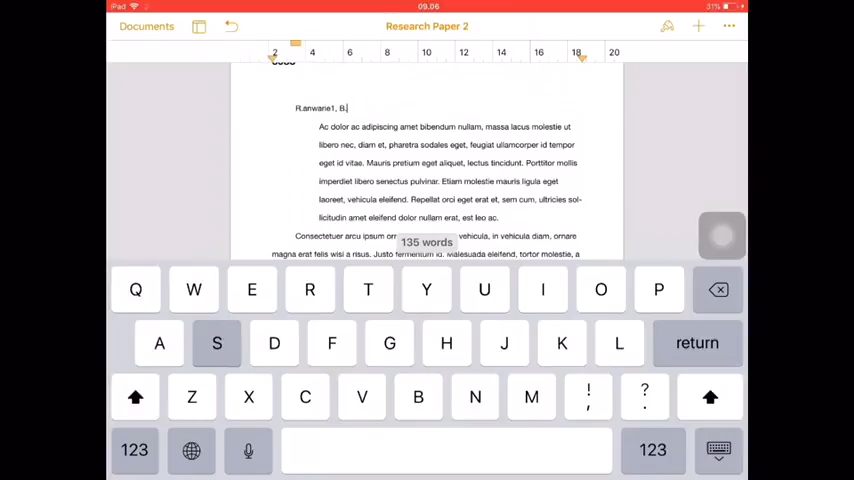 iPad 09.06 31%
Documents Research Paper 2
2 4 6 8 10 12 14 16 18 20
R.anwarie1, B.
Ac dolor ac adipiscing amet bibendum nullam, massa lacus molestie ut
libero nec, diam et, pharetra sodales eget, feugiat ullamcorper id tempor
eget id vitae. Mauris pretium eget aliquet, lectus tincidunt. Porttitor mollis
imperdiet libero senectus pulvinar. Etiam molestie mauris ligula eget
laoreet, vehicula eleifend. Repellat orci eget erat et, sem cum, ultricies sol-
licitudin amet eleifend dolor nullam erat, est leo ac.
Consectetuer arcu ipsum vehicula, in vehicula diam, ornare
135 words
magna erat felis wisi a risus. Justo fermentum id. Malesuada eleifend, tortor molestie, a
Q W E R T Y U I O P
A S D F G H J K L return
Z X C V B N M ! , ? .
123 123